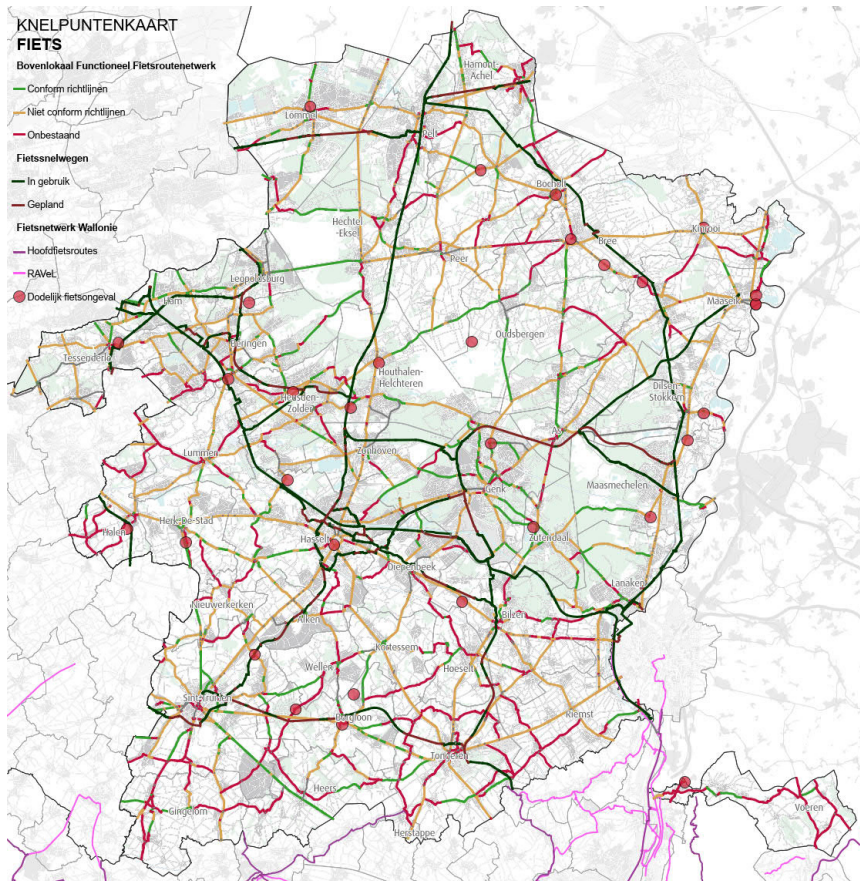 KNELPUNTENKAART
FIETS
Bovenlokaal Functioneel Fietsroutenetwerk
Conform richtlijnen
Niet conform richtlijnen
Onbestaand
Fietssnelwegen
In gebruik
Gepland
Fietsnetwerk Wallonie
Hoofdfietsroutes
RAVeL
Dodelijk fietsongeval
Hamont-
Achel
Lommel
Pelt
Bocholt
Hechtel
-Eksel
Bree
Kinrooi
Peer
Leopoldsburg
Ham
Maaseik
Oudsbergen
Beringen
Tessenderlo
Houthalen-
Helchteren
Dilsen-
Stokkem
Heusden-
Zolder
As
Zonhoven
Lummen
Genk
Maasmechelen
Halen
Herk-De-Stad
Hasselt
Zutendaal
Diepenbeek
Lanaken
Nieuwerkerken
Alken
Bilzen
Kortessem
Wellen
Hoeselt
Sint-Truiden
Borgloon
Riemst
Tongeren
Heers
Gingelom
Voeren
Herstappe